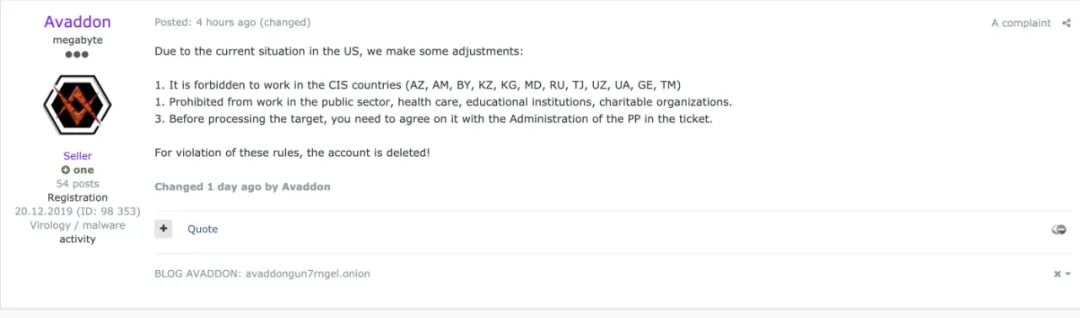 Avaddon
megabyte
Seller
one
54 posts
Registration
20.12.2019 (ID: 98 353)
Virology / malware
activity
Posted: 4 hours ago (changed)
A complaint
Due to the current situation in the US, we make some adjustments:
1. It is forbidden to work in the CIS countries (AZ, AM, BY, KZ, KG, MD, RU, TJ, UZ, UA, GE, TM)
1. Prohibited from work in the public sector, health care, educational institutions, charitable organizations.
3. Before processing the target, you need to agree on it with the Administration of the PP in the ticket.
For violation of these rules, the account is deleted!
Changed 1 day ago by Avaddon
+ Quote
BLOG AVADDON: avaddongun7rngel.onion